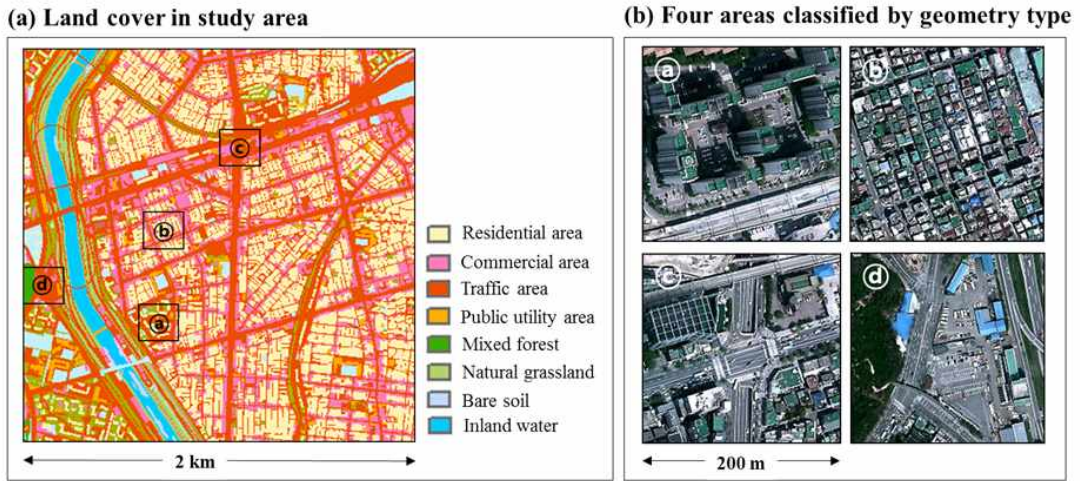 (a) Land cover in study area
ⓒ
ⓑ
ⓓ
ⓐ
Residential area
Commercial area
Traffic area
Public utility area
Mixed forest
Natural grassland
Bare soil
Inland water
2 km
(b) Four areas classified by geometry type
ⓐ
ⓑ
ⓒ
ⓓ
200 m